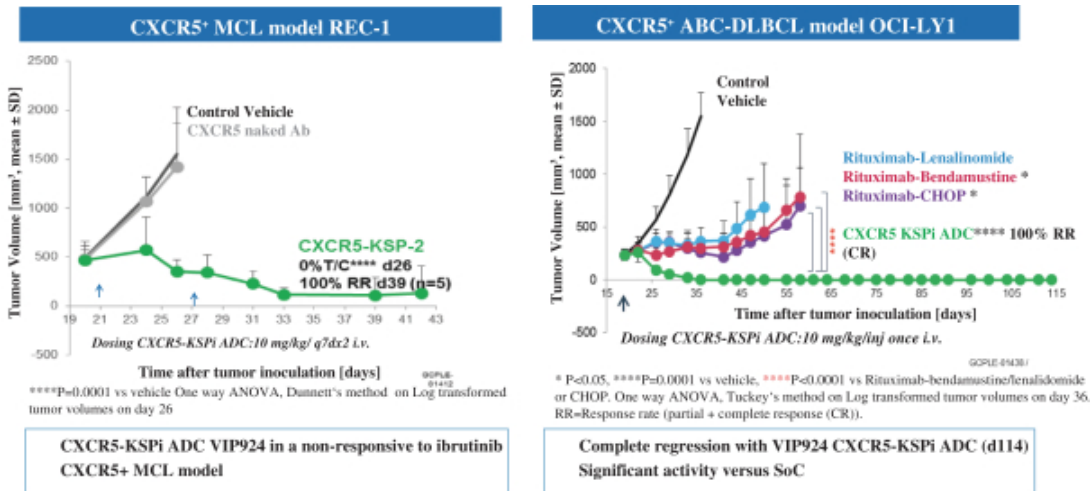 CXCR5⁺ MCL model REC-1
Tumor Volume [mm³, mean ± SD]
2500
2000
1500
1000
500
0
-500
Control Vehicle
CXCR5 naked Ab
CXCR5-KSP-2
0%T/C**** d26
100% RR d39 (n=5)
19 21 23 25 27 29 31 33 35 37 39 41 43
Dosing CXCR5-KSPi ADC:10 mg/kg/ q7dx2 i.v.
Time after tumor inoculation [days]
GCPLE-
01412
****P=0.0001 vs vehicle One way ANOVA, Dunnett's method on Log transformed
tumor volumes on day 26
CXCR5-KSPi ADC VIP924 in a non-responsive to ibrutinib
CXCR5+ MCL model
CXCR5⁺ ABC-DLBCL model OCI-LY1
Tumor Volume [mm³, mean ± SD]
2000
1500
1000
500
0
-500
Control
Vehicle
Rituximab-Lenalinomide
Rituximab-Bendamustine *
Rituximab-CHOP *
****
CXCR5 KSPi ADC**** 100% RR
(CR)
15 25 35 45 55 65 75 85 95 105 115
Time after tumor inoculation [days]
Dosing CXCR5-KSPi ADC:10 mg/kg/inj once i.v.
GCPLE-01430 /
* P<0.05, ****P=0.0001 vs vehicle, ****P<0.0001 vs Rituximab-bendamustine/lenalidomide
or CHOP. One way ANOVA, Tuckey's method on Log transformed tumor volumes on day 36.
RR=Response rate (partial + complete response (CR)).
Complete regression with VIP924 CXCR5-KSPi ADC (d114)
Significant activity versus SoC